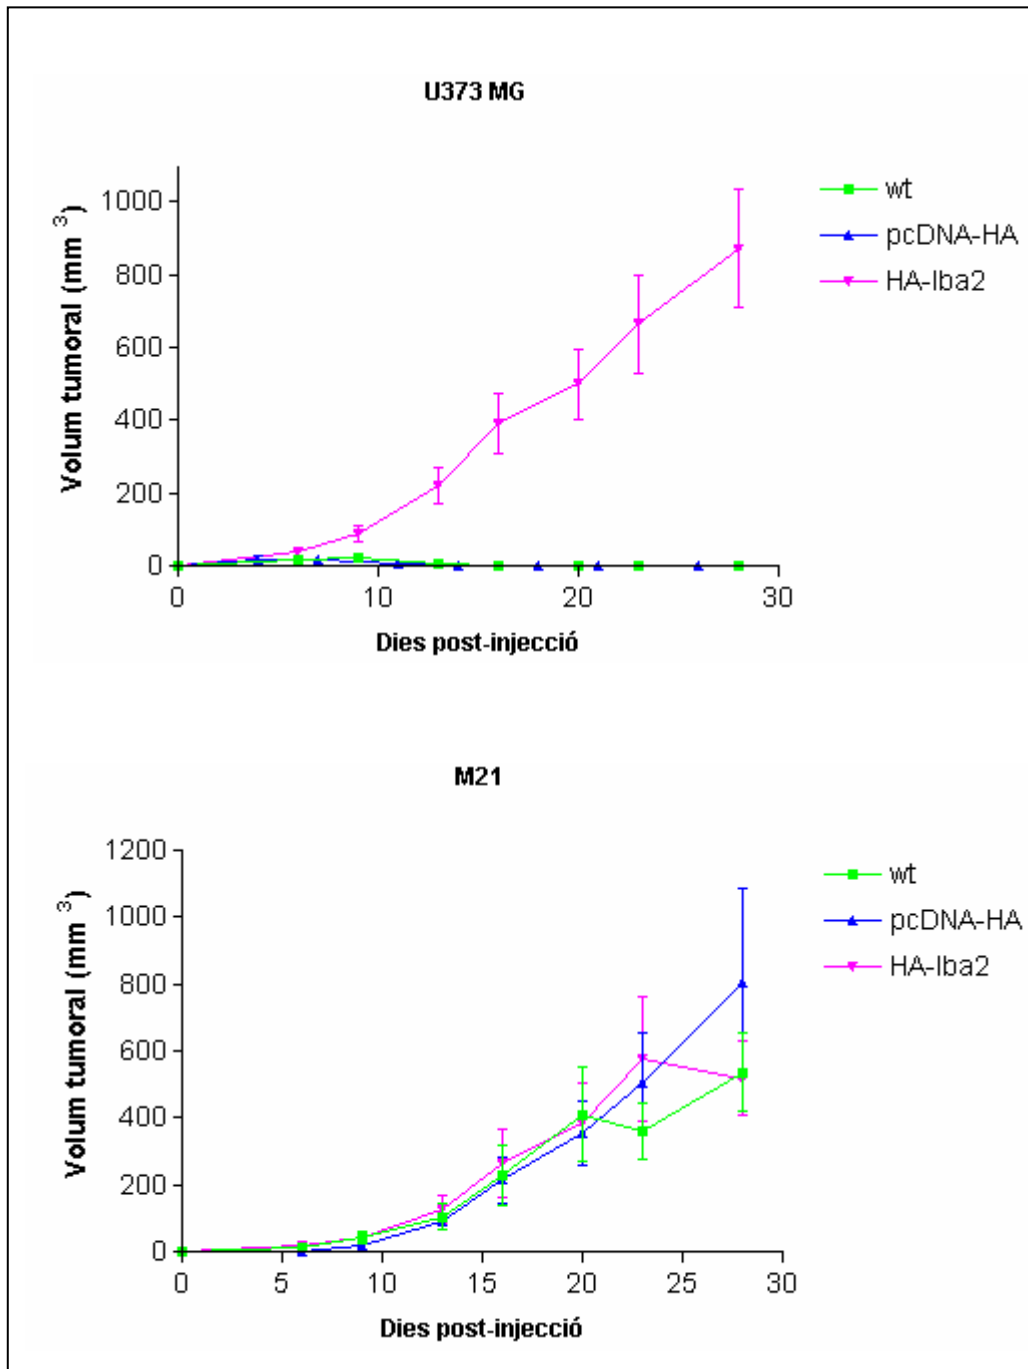 U373 MG
1000
800
600
400
200
0
Volum tumoral (mm ³)
0 10 20 30
Dies post-injecció
wt
pcDNA-HA
HA-Iba2
M21
1200
1000
800
600
400
200
0
Volum tumoral (mm ³)
0 5 10 15 20 25 30
Dies post-injecció
wt
pcDNA-HA
HA-Iba2